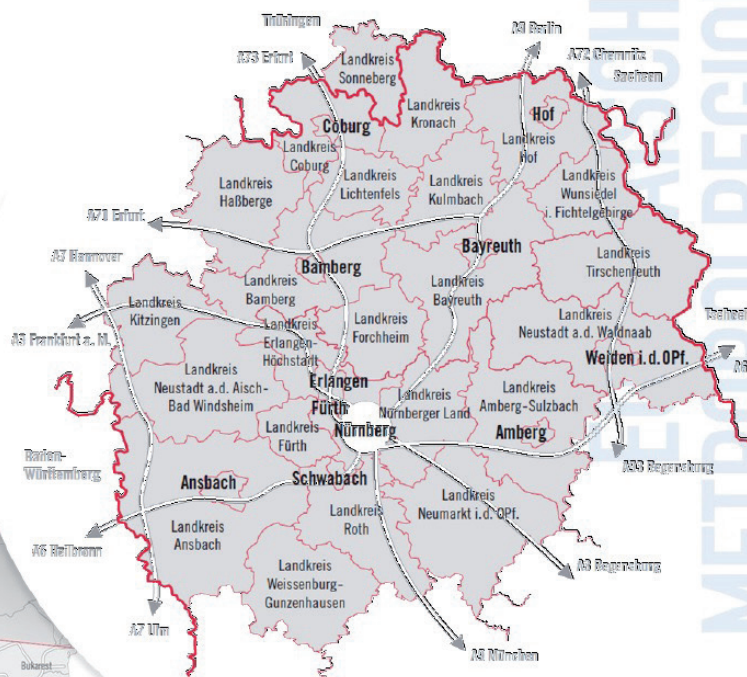 Thüringen
A9 Berlin
A73 Erfurt
A72 Chemnitz
Sachsen
Landkreis
Sonneberg
Landkreis
Kronach
Hof
Coburg
Landkreis
Hof
Landkreis
Coburg
Landkreis
Lichtenfels
Landkreis
Kulmbach
Landkreis
Wunsiedel
i. Fichtelgebirge
Landkreis
Haßberge
A71 Erfurt
A7 Hannover
Bayreuth
Landkreis
Tirschenreuth
Bamberg
Landkreis
Bamberg
Landkreis
Bayreuth
Landkreis
Kitzingen
A3 Frankfurt a. M.
Landkreis
Erlangen-
Höchstadt
Landkreis
Forchheim
Landkreis
Neustadt a.d. Waldnaab
Weiden i.d.OPf.
Landkreis
Neustadt a.d. Aisch-
Bad Windsheim
Erlangen
Fürth
Nürnberg
Landkreis
Nürnberger Land
Landkreis
Amberg-Sulzbach
Amberg
Landkreis
Fürth
Baden-
Württemberg
A93 Regensburg
Ansbach
Schwabach
Landkreis
Roth
Landkreis
Neumarkt i.d. OPf.
Landkreis
Ansbach
A6 Heilbronn
A3 Regensburg
Landkreis
Weissenburg-
Gunzenhausen
A7 Ulm
A9 München
Bukarest
METROPOLREGIO